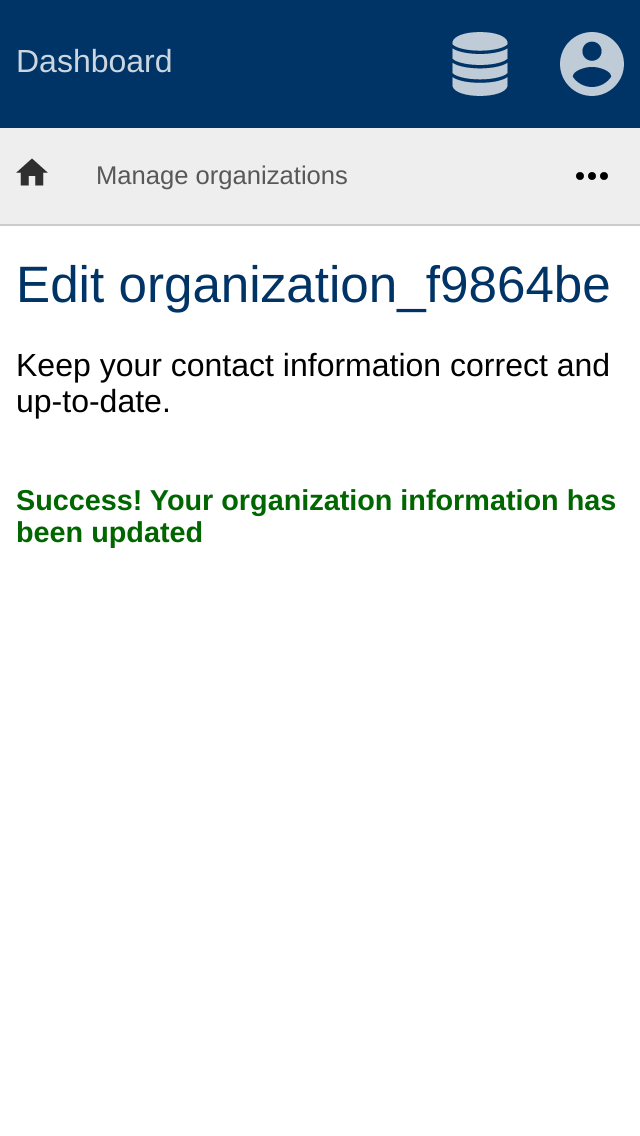 Dashboard
Manage organizations
Edit organization_f9864be
Keep your contact information correct and
up-to-date.
Success! Your organization information has
been updated